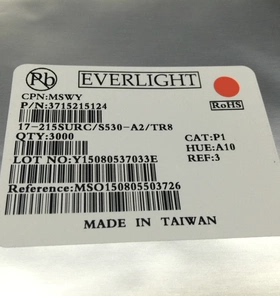 Pb
EVERLIGHT
CPN:MSWY
P/N:3715215124
RoHS
17-215SURC/S530-A2/TR8
QTY:3000
CAT:P1
HUE:A10
LOT NO:Y15080537033E
REF:3
Reference:MSO150805503726
MADE IN TAIWAN